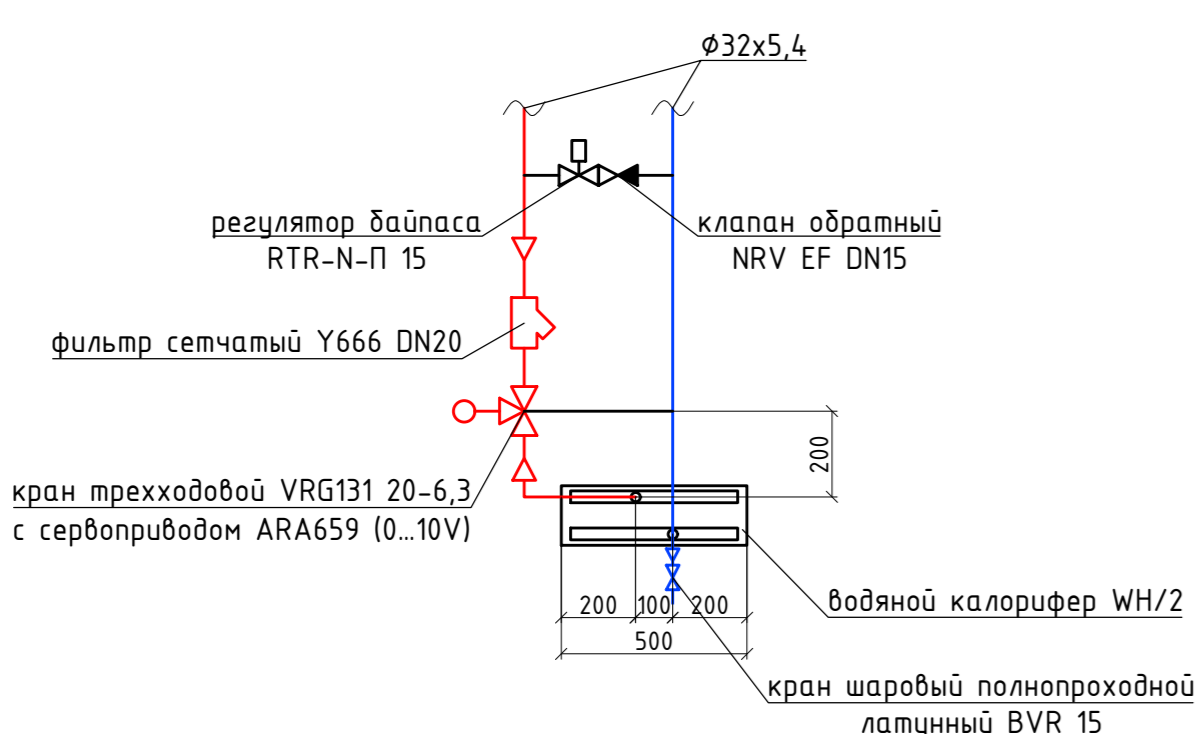 ϕ32х5,4
регулятор байпаса
RTR-N-П 15
клапан обратный
NRV EF DN15
фильтр сетчатый Y666 DN20
200
кран трехходовой VRG131 20-6,3
с сервоприводом ARA659 (0...10V)
200 100 200
500
водяной калорифер WH/2
кран шаровый полнопроходной
латунный BVR 15